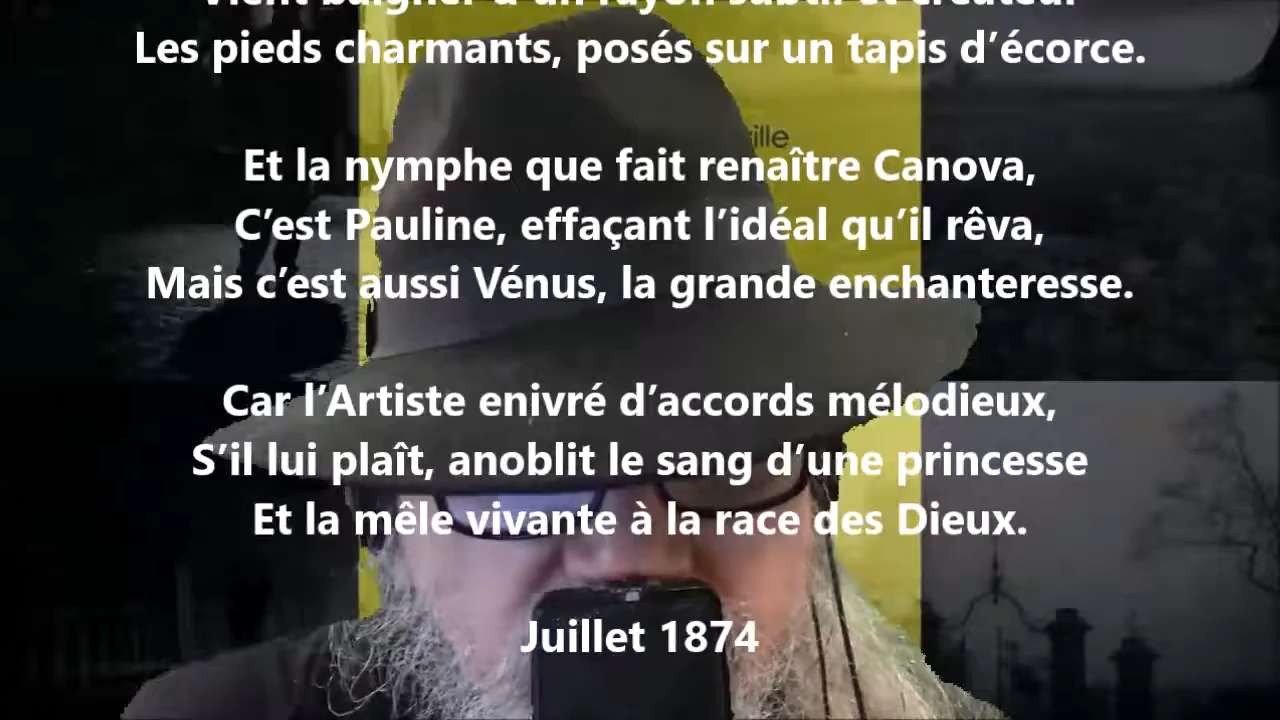 Les pieds charmants, posés sur un tapis d’écorce.
ille
Et la nymphe que fait renaître Canova,
C’est Pauline, effaçant l’idéal qu’il rêva,
Mais c’est aussi Vénus, la grande enchanteresse.
Car l’Artiste enivré d’accords mélodieux,
S’il lui plaît, anoblit le sang d’une princesse
Et la mêle vivante à la race des Dieux.
Juillet 1874